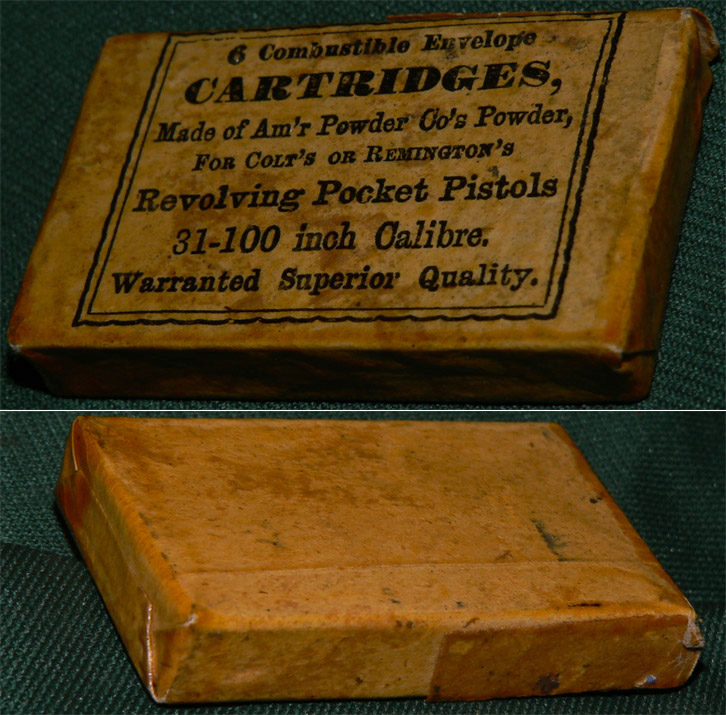 6 Combustible Envelope
CARTRIDGES,
Made of Am'r Powder Co's Powder,
FOR COLT'S OR REMINGTON'S
Revolving Pocket Pistols
31-100 inch Calibre.
Warranted Superior Quality.